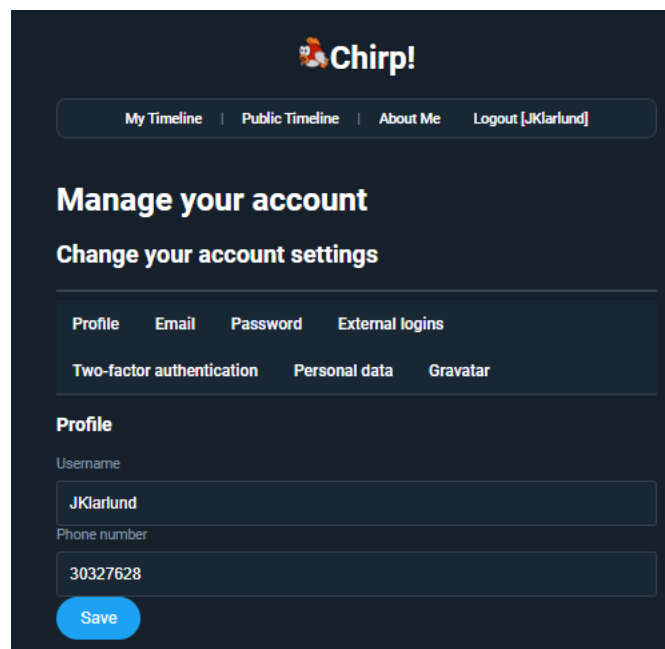 Chirp!
My Timeline | Public Timeline | About Me Logout [JKlarlund]
Manage your account
Change your account settings
Profile Email Password External logins
Two-factor authentication Personal data Gravatar
Profile
Username
JKlarlund
Phone number
30327628
Save